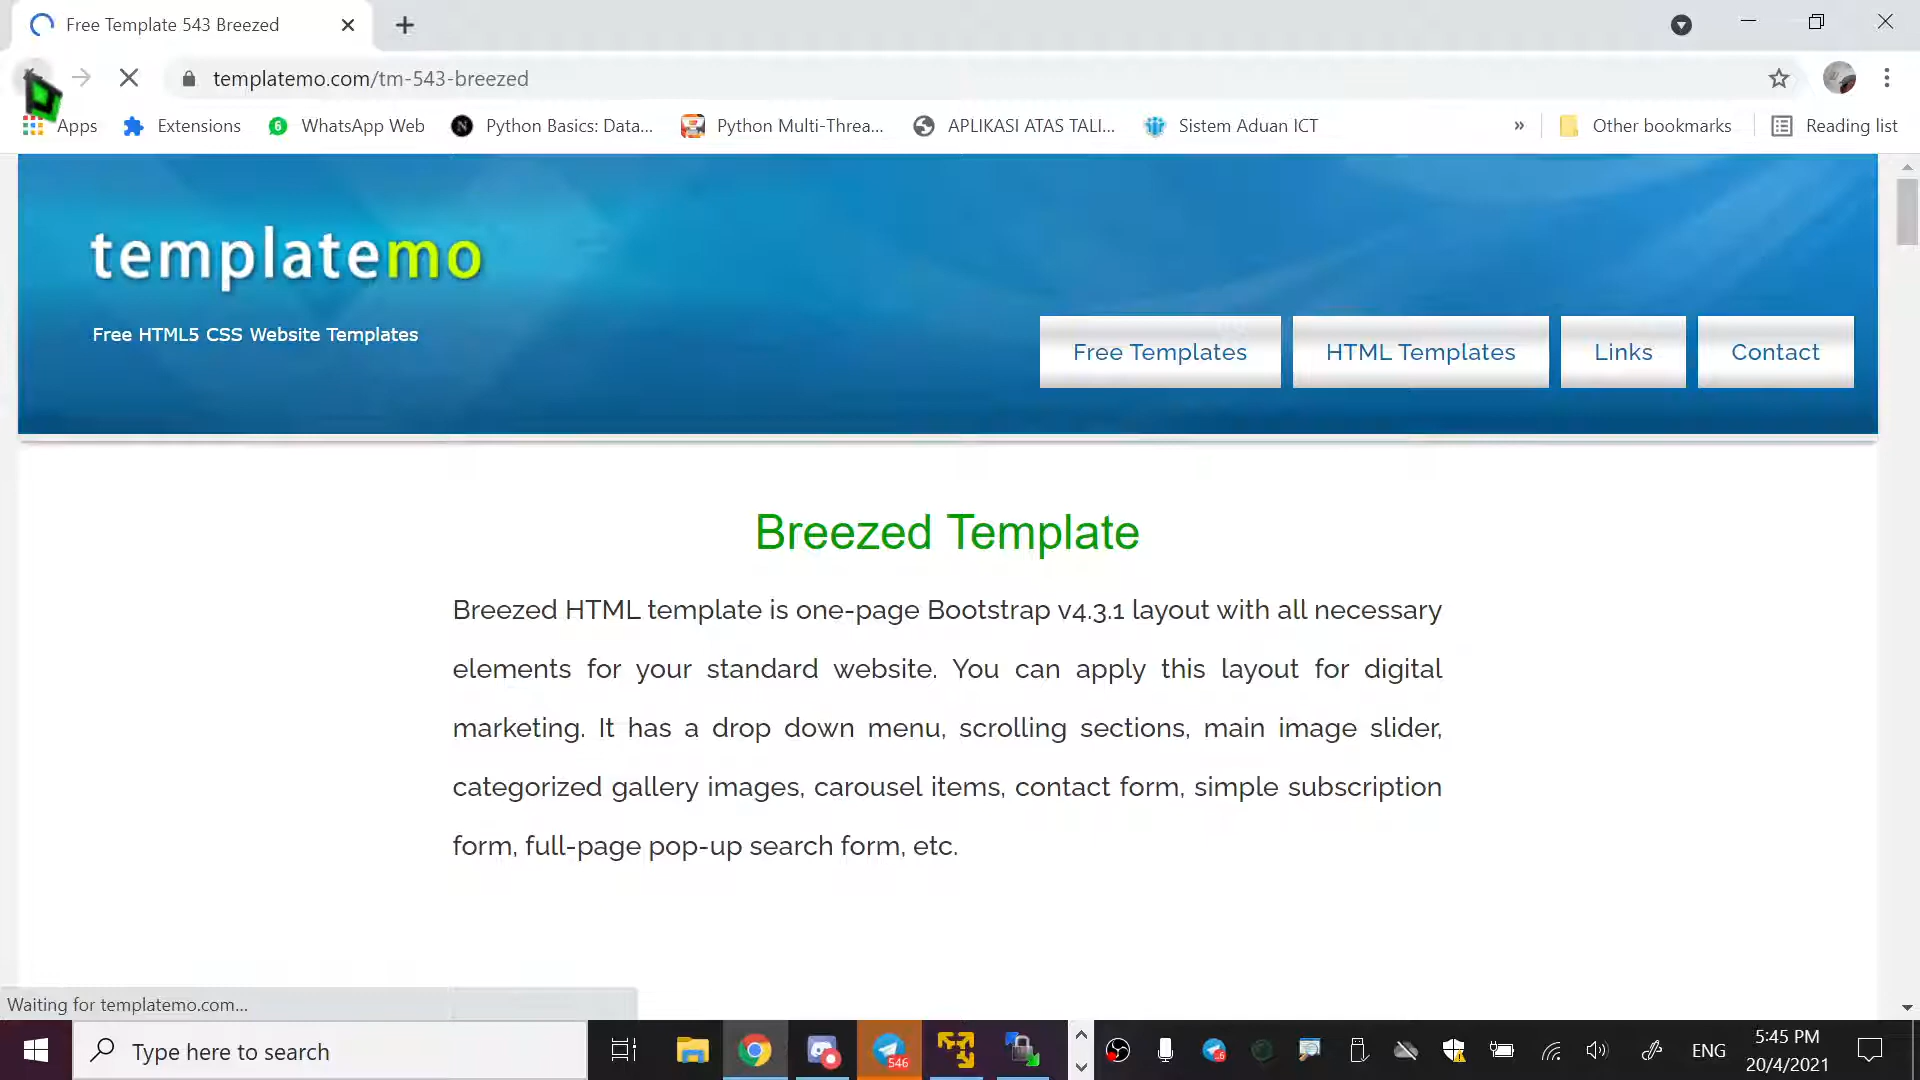 Free Template 543 Breezed
templatemo.com/tm-543-breezed
Apps
Extensions
6
WhatsApp Web
N
Python Basics: Data...
Python Multi-Threa...
APLIKASI ATAS TALI...
Sistem Aduan ICT
»
Other bookmarks
Reading list
templatemo
Free HTML5 CSS Website Templates
Free Templates
HTML Templates
Links
Contact
Breezed Template
Breezed HTML template is one-page Bootstrap v4.3.1 layout with all necessary
elements for your standard website. You can apply this layout for digital
marketing. It has a drop down menu, scrolling sections, main image slider,
categorized gallery images, carousel items, contact form, simple subscription
form, full-page pop-up search form, etc.
Waiting for templatemo.com...
Type here to search
546
ENG
5:45 PM
20/4/2021